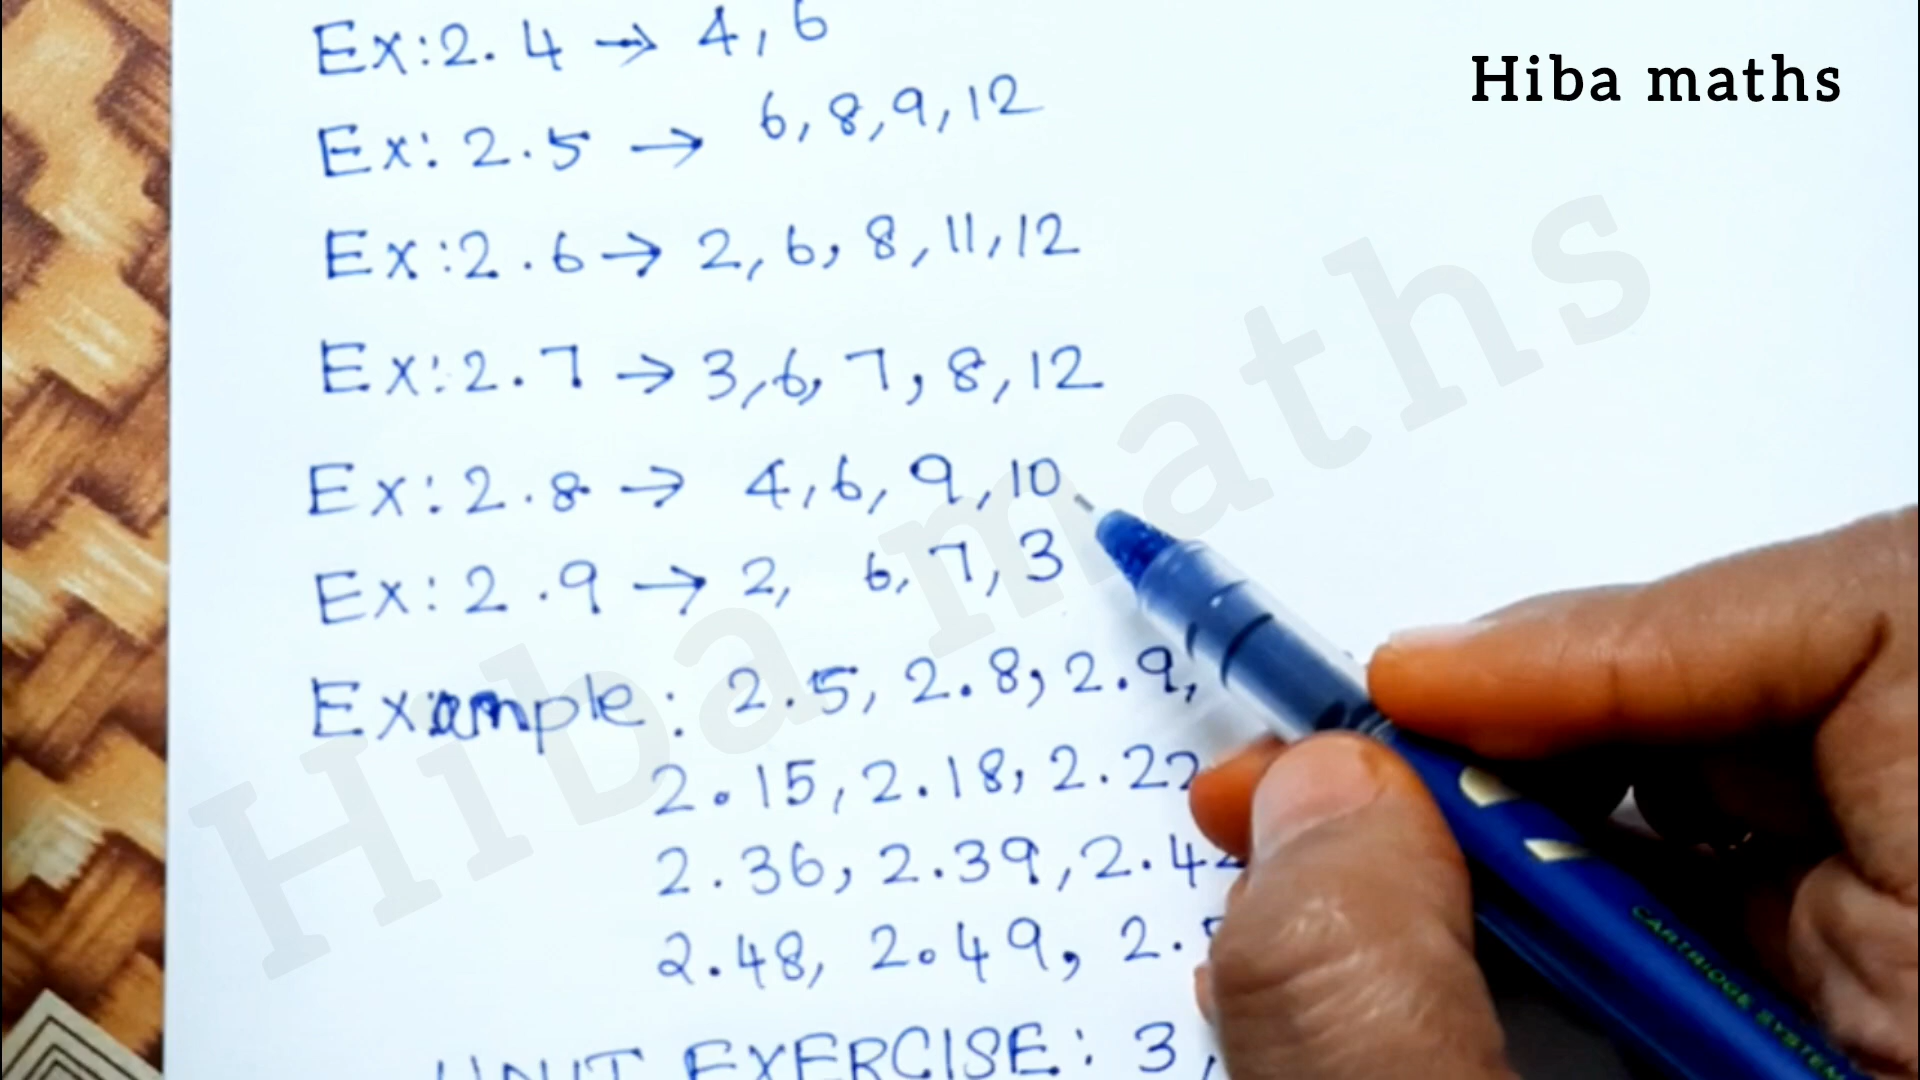 Ex:2.4 → 4, 6
Hiba maths
Ex: 2.5 → 6, 8, 9, 12
Ex:2.6 → 2, 6, 8, 11, 12
Ex:2.7 → 3, 6, 7, 8, 12
Ex:2.8 → 4, 6, 9, 10
Ex:2.9 → 2, 6, 7, 3
Example: 2.5, 2.8, 2.9,
2.15, 2.18, 2.22
2.36, 2.39,
2.48, 2.49,
UNIT EXERCISE: 3,
Hiba maths
CARTRIDGE SYSTEM